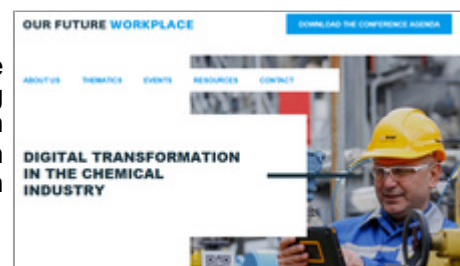 OUR FUTURE WORKPLACE
DOWNLOAD THE CONFERENCE AGENDA
ABOUT US THEMATICS EVENTS RESOURCES CONTACT
DIGITAL TRANSFORMATION
IN THE CHEMICAL
INDUSTRY